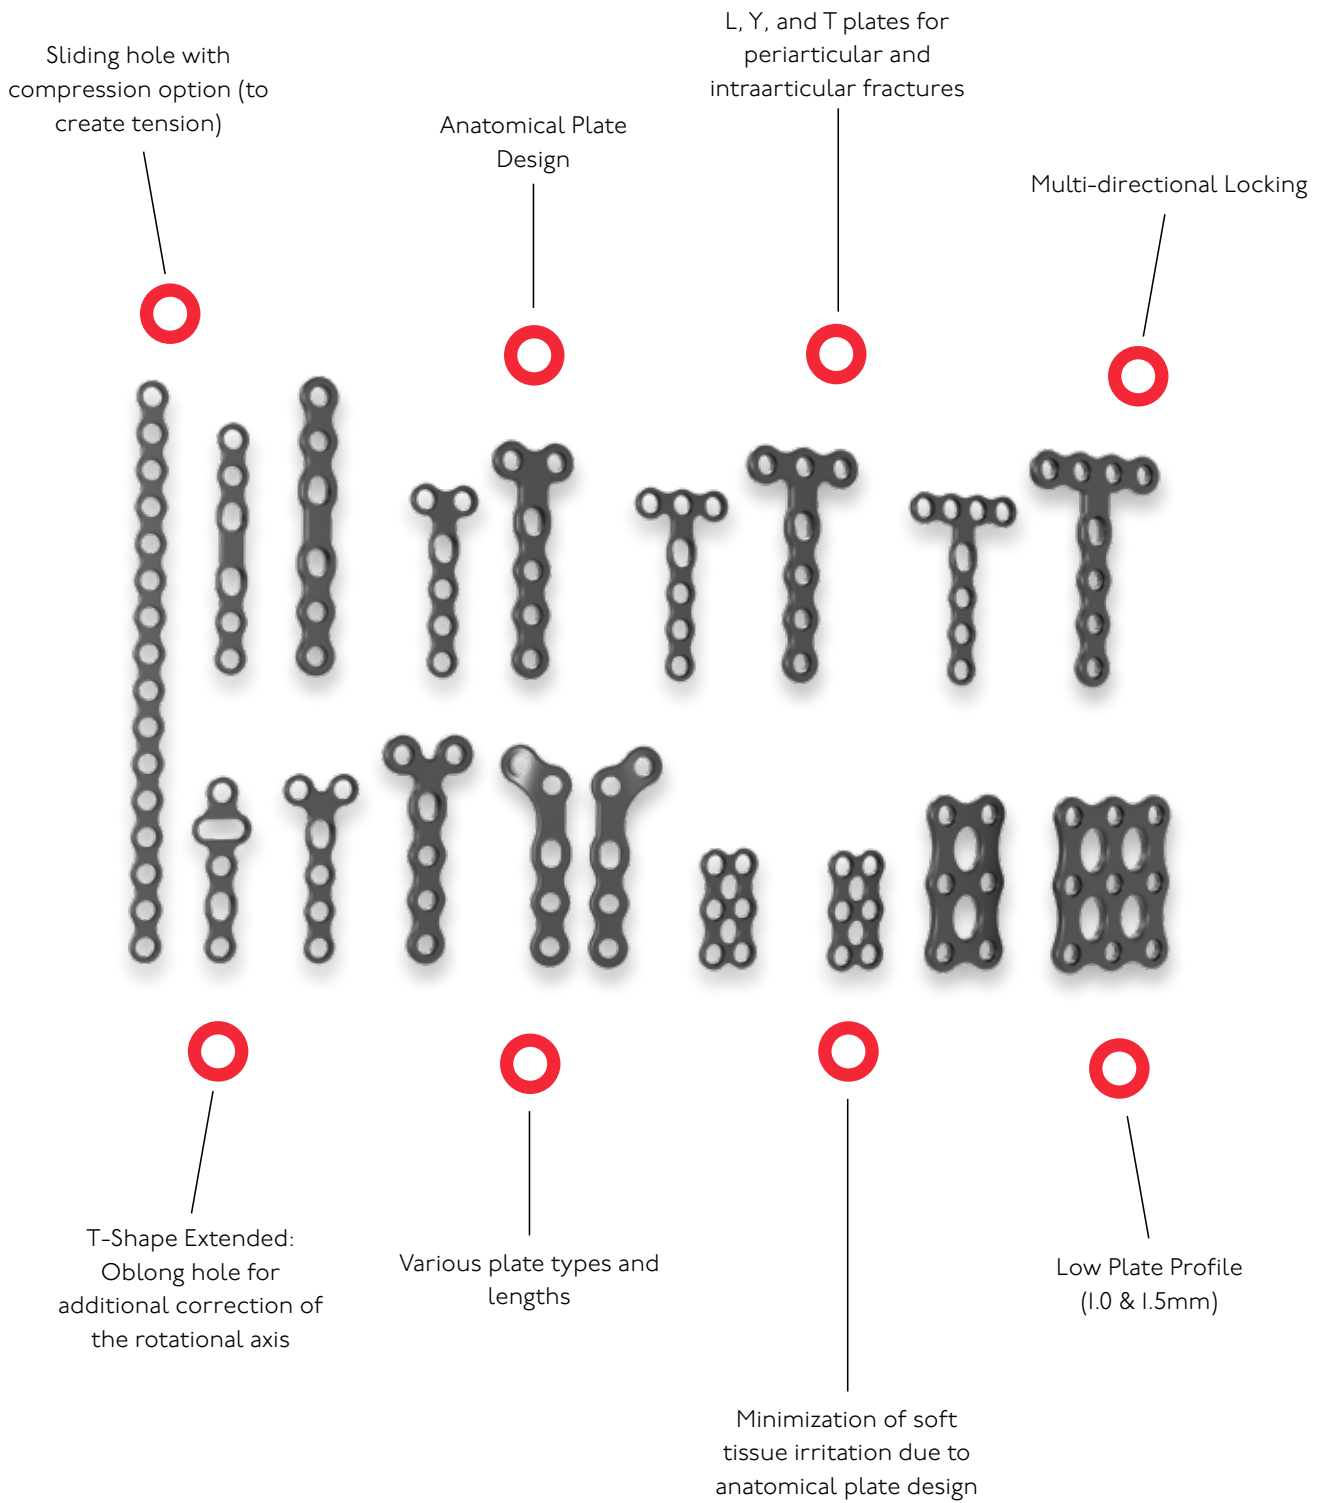 Sliding hole with
compression option (to
create tension)
Anatomical Plate
Design
L, Y, and T plates for
periarticular and
intraarticular fractures
Multi-directional Locking
T-Shape Extended:
Oblong hole for
additional correction of
the rotational axis
Various plate types and
lengths
Minimization of soft
tissue irritation due to
anatomical plate design
Low Plate Profile
(1.0 & 1.5mm)